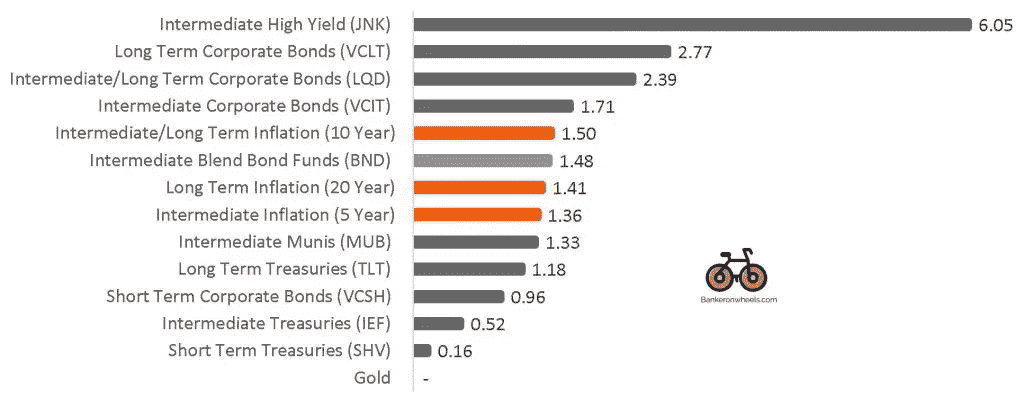 Intermediate High Yield (JNK) 6.05
Long Term Corporate Bonds (VCLT) 2.77
Intermediate/Long Term Corporate Bonds (LQD) 2.39
Intermediate Corporate Bonds (VCIT) 1.71
Intermediate/Long Term Inflation (10 Year) 1.50
Intermediate Blend Bond Funds (BND) 1.48
Long Term Inflation (20 Year) 1.41
Intermediate Inflation (5 Year) 1.36
Intermediate Munis (MUB) 1.33
Long Term Treasuries (TLT) 1.18
Short Term Corporate Bonds (VCSH) 0.96
Bankeronwheels.com
Intermediate Treasuries (IEF) 0.52
Short Term Treasuries (SHV) 0.16
Gold -